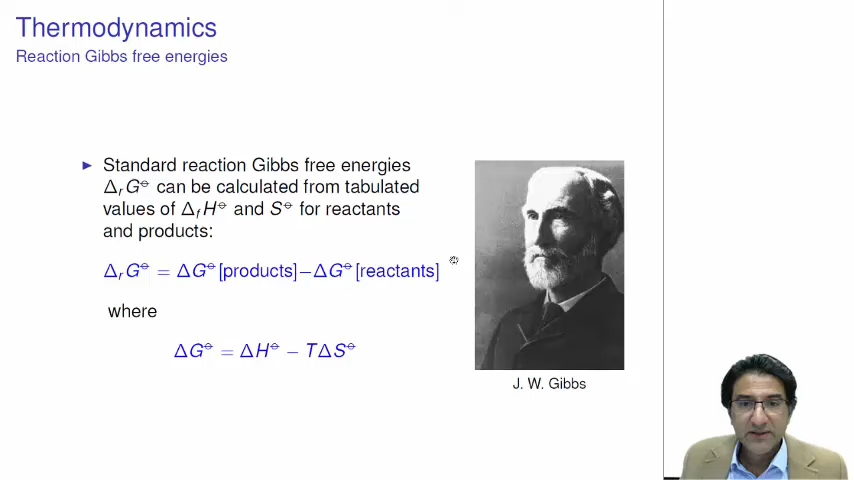 Thermodynamics
Reaction Gibbs free energies
▶ Standard reaction Gibbs free energies
ΔrG⦵ can be calculated from tabulated
values of ΔfH⦵ and S⦵ for reactants
and products:
ΔrG⦵ = ΔG⦵[products]−ΔG⦵[reactants]
where
ΔG⦵ = ΔH⦵ − TΔS⦵
J. W. Gibbs